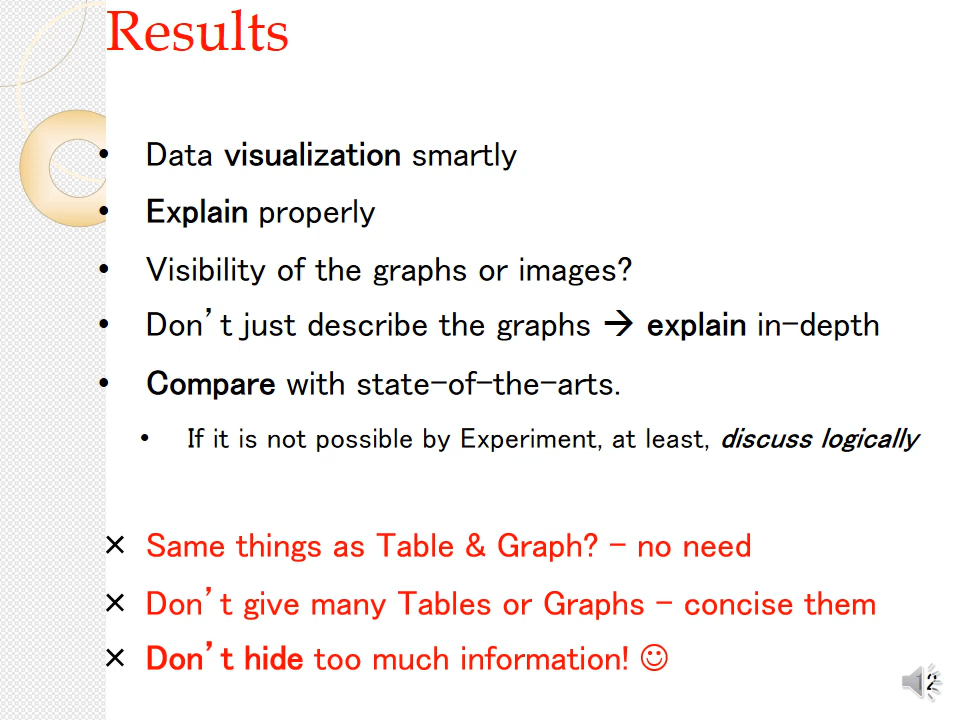 Results
• Data visualization smartly
• Explain properly
• Visibility of the graphs or images?
• Don’t just describe the graphs → explain in-depth
• Compare with state-of-the-arts.
• If it is not possible by Experiment, at least, discuss logically
× Same things as Table & Graph? – no need
× Don’t give many Tables or Graphs – concise them
× Don’t hide too much information! ☺